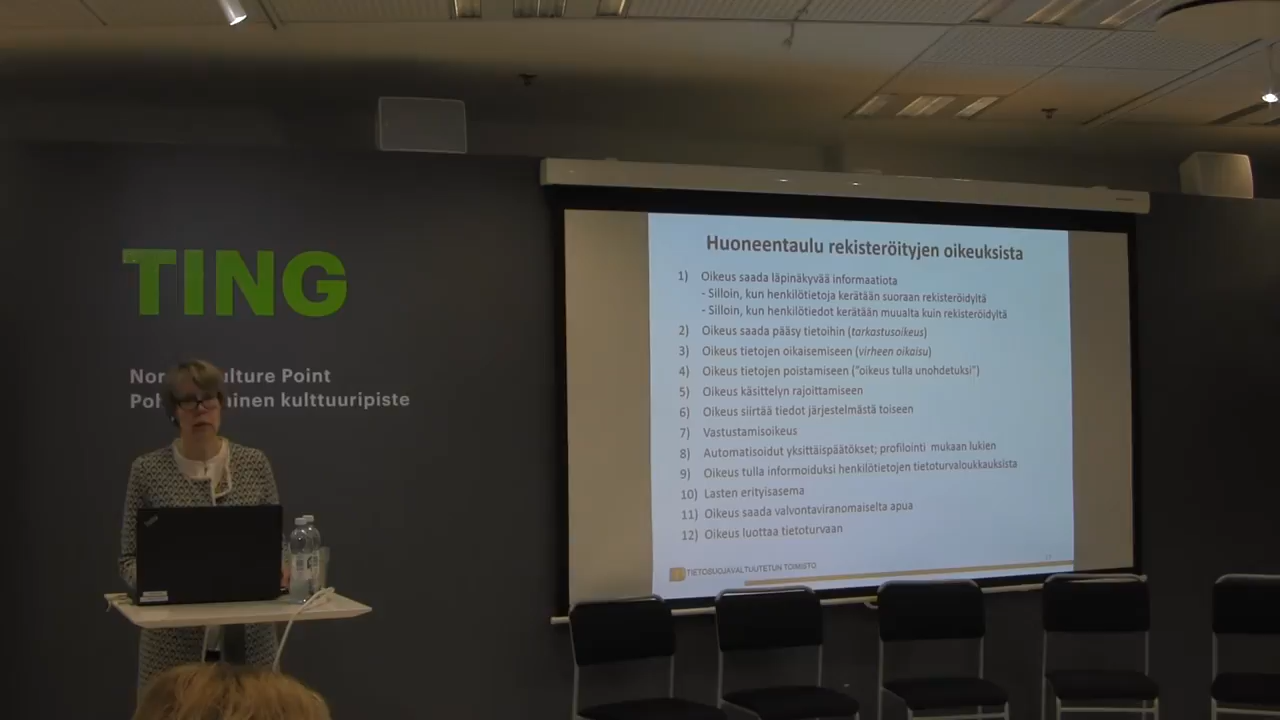 TING
Nor ulture Point
Poh ainen kulttuuripiste
Huoneentaulu rekisteröityjen oikeuksista
1) Oikeus saada läpinäkyvää informaatiota
- Silloin, kun henkilötietoja kerätään suoraan rekisteröidyltä
- Silloin, kun henkilötiedot kerätään muualta kuin rekisteröidyltä
2) Oikeus saada pääsy tietoihin (tarkastusoikeus)
3) Oikeus tietojen oikaisemiseen (virheen oikaisu)
4) Oikeus tietojen poistamiseen ("oikeus tulla unohdetuksi")
5) Oikeus käsittelyn rajoittamiseen
6) Oikeus siirtää tiedot järjestelmästä toiseen
7) Vastustamisoikeus
8) Automatisoidut yksittäispäätökset; profilointi mukaan lukien
9) Oikeus tulla informoiduksi henkilötietojen tietoturvaloukkauksista
10) Lasten erityisasema
11) Oikeus saada valvontaviranomaiselta apua
12) Oikeus luottaa tietoturvaan
TIETOSUOJAVALTUUTETUN TOIMISTO